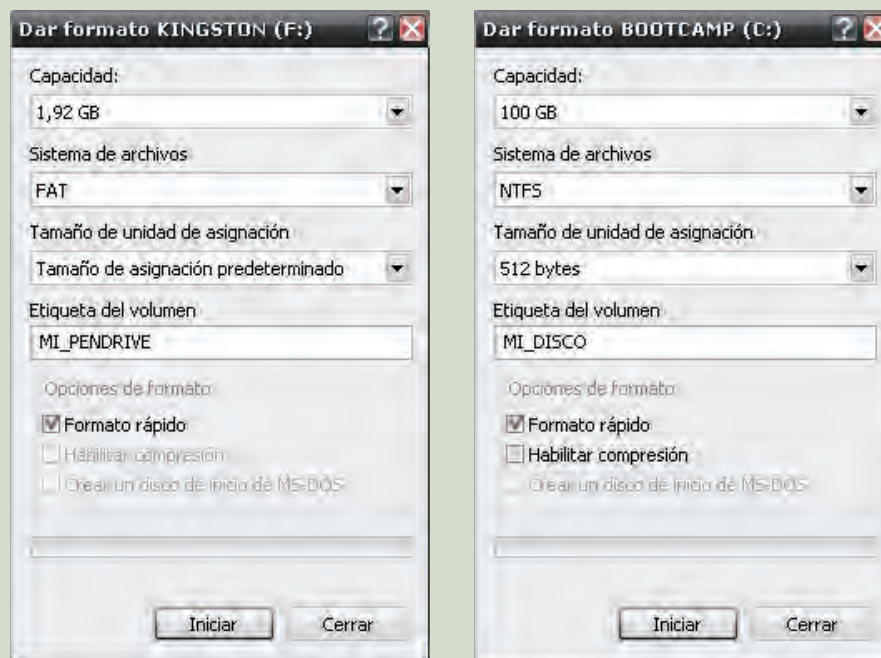 Dar formato KINGSTON (F:)
Capacidad:
1,92 GB
Sistema de archivos
FAT
Tamaño de unidad de asignación
Tamaño de asignación predeterminado
Etiqueta del volumen
MI_PENDRIVE
Opciones de formato
Formato rápido
Habilitar compresión
Crear un disco de inicio de MS-DOS
Iniciar
Cerrar
Dar formato BOOTCAMP (C:)
Capacidad:
100 GB
Sistema de archivos
NTFS
Tamaño de unidad de asignación
512 bytes
Etiqueta del volumen
MI_DISCO
Opciones de formato
Formato rápido
Habilitar compresión
Crear un disco de inicio de MS-DOS
Iniciar
Cerrar